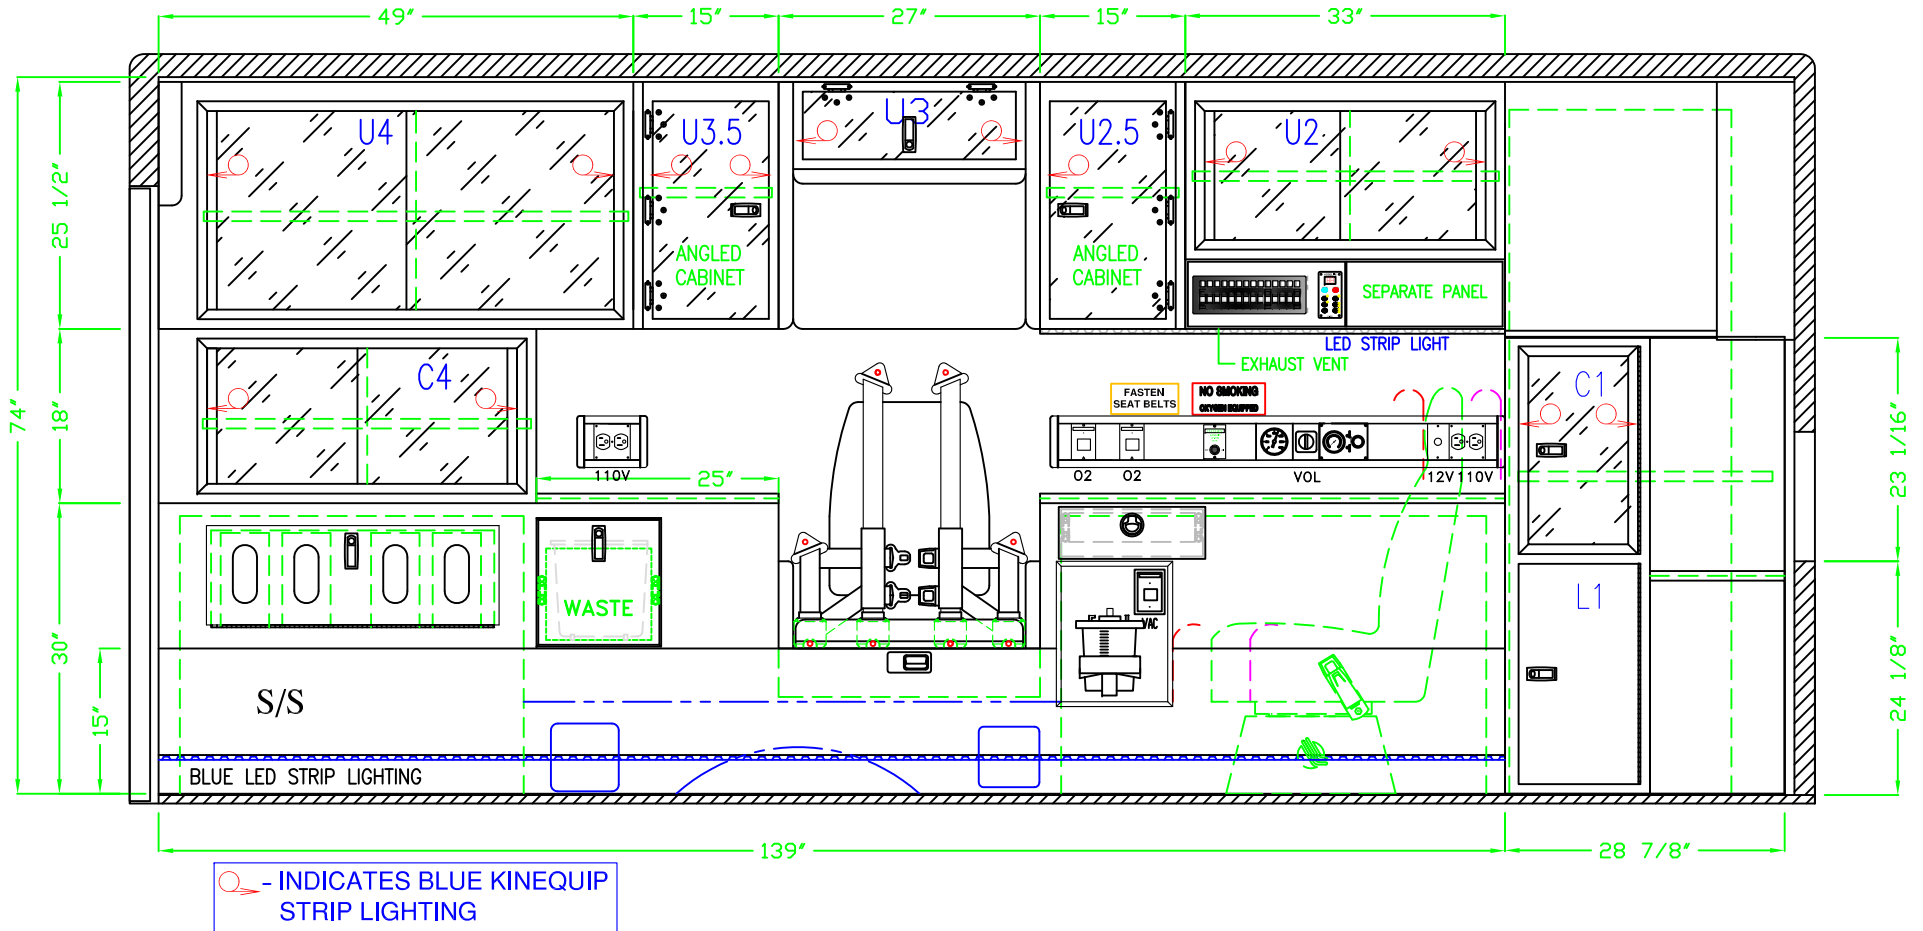 49" 15" 27" 15" 33"
U4 U3.5 U3 U2.5 U2
25 1/2"
ANGLED
CABINET
ANGLED
CABINET
SEPARATE PANEL
LED STRIP LIGHT
EXHAUST VENT
74"
18"
C4
FASTEN
SEAT BELTS
NO SMOKING
OXYGEN EQUIPPED
C1
23 1/16"
110V
25"
O2 O2 VOL 12V 110V
WASTE
VAC
L1
30"
15"
S/S
24 1/8"
BLUE LED STRIP LIGHTING
139" 28 7/8"
- INDICATES BLUE KINEQUIP
STRIP LIGHTING